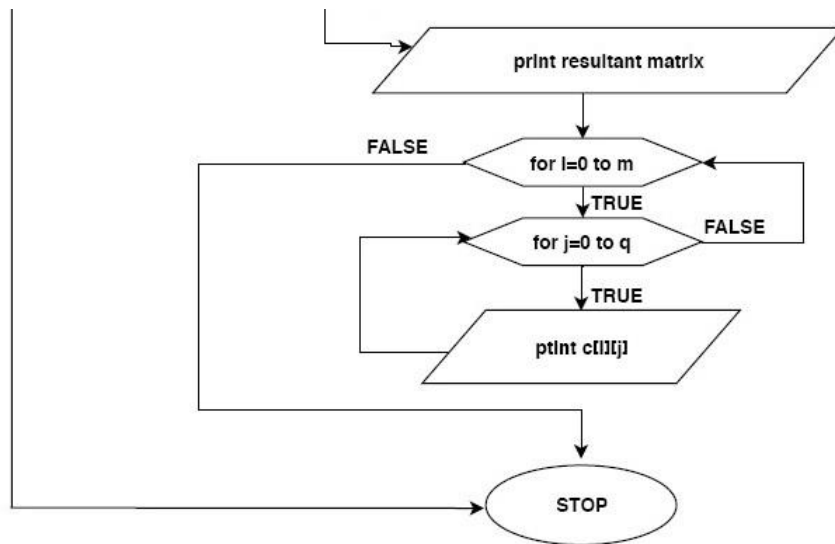 print resultant matrix
FALSE
for I=0 to m
TRUE
for j=0 to q
FALSE
TRUE
ptint c[I][j]
STOP